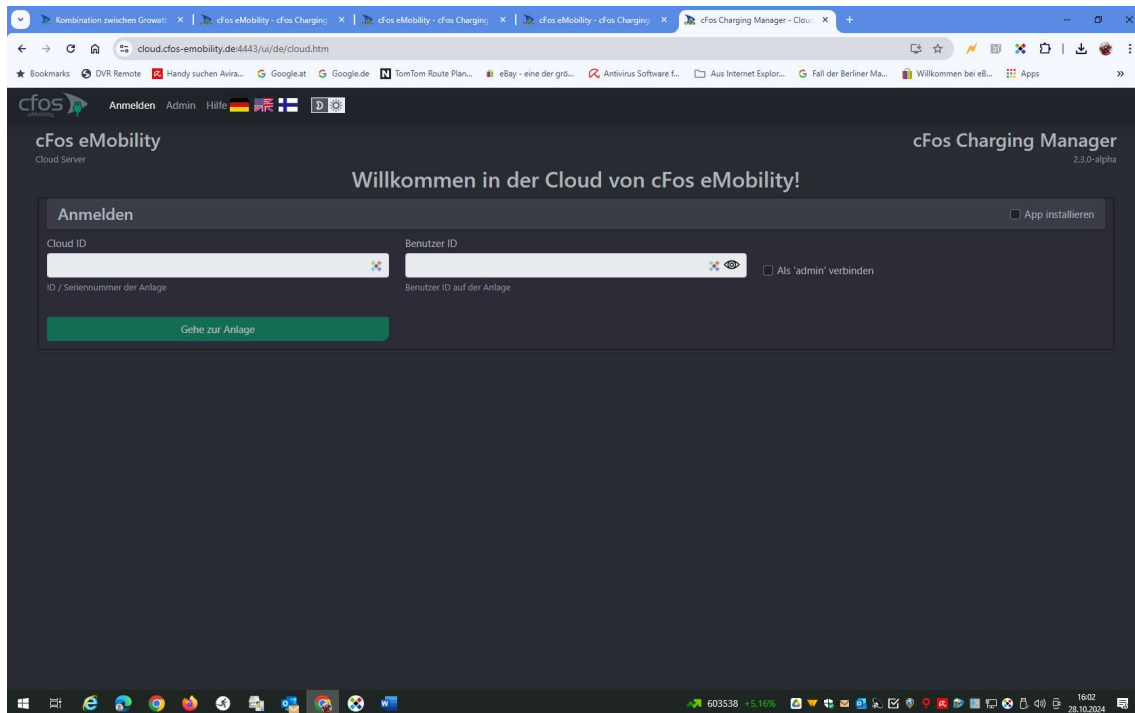 Kombination zwischen Growatt
cFos eMobility - cFos Charging
cFos eMobility - cFos Charging
cFos eMobility - cFos Charging
cFos Charging Manager - Clou
cloud.cfos-emobility.de:4443/ui/de/cloud.htm
Bookmarks DVR Remote Handy suchen Avira... Google.at Google.de TomTom Route Plan... eBay - eine der grö... Antivirus Software f... Aus Internet Explor... Fall der Berliner Ma... Willkommen bei eB... Apps
cfos Anmelden Admin Hilfe D
eMobility
cFos eMobility cFos Charging Manager
Cloud Server 2.3.0-alpha
Willkommen in der Cloud von cFos eMobility!
Anmelden App installieren
Cloud ID Benutzer ID
Als 'admin' verbinden
ID / Seriennummer der Anlage Benutzer ID auf der Anlage
Gehe zur Anlage
603538 +5,16% 16:02
28.10.2024